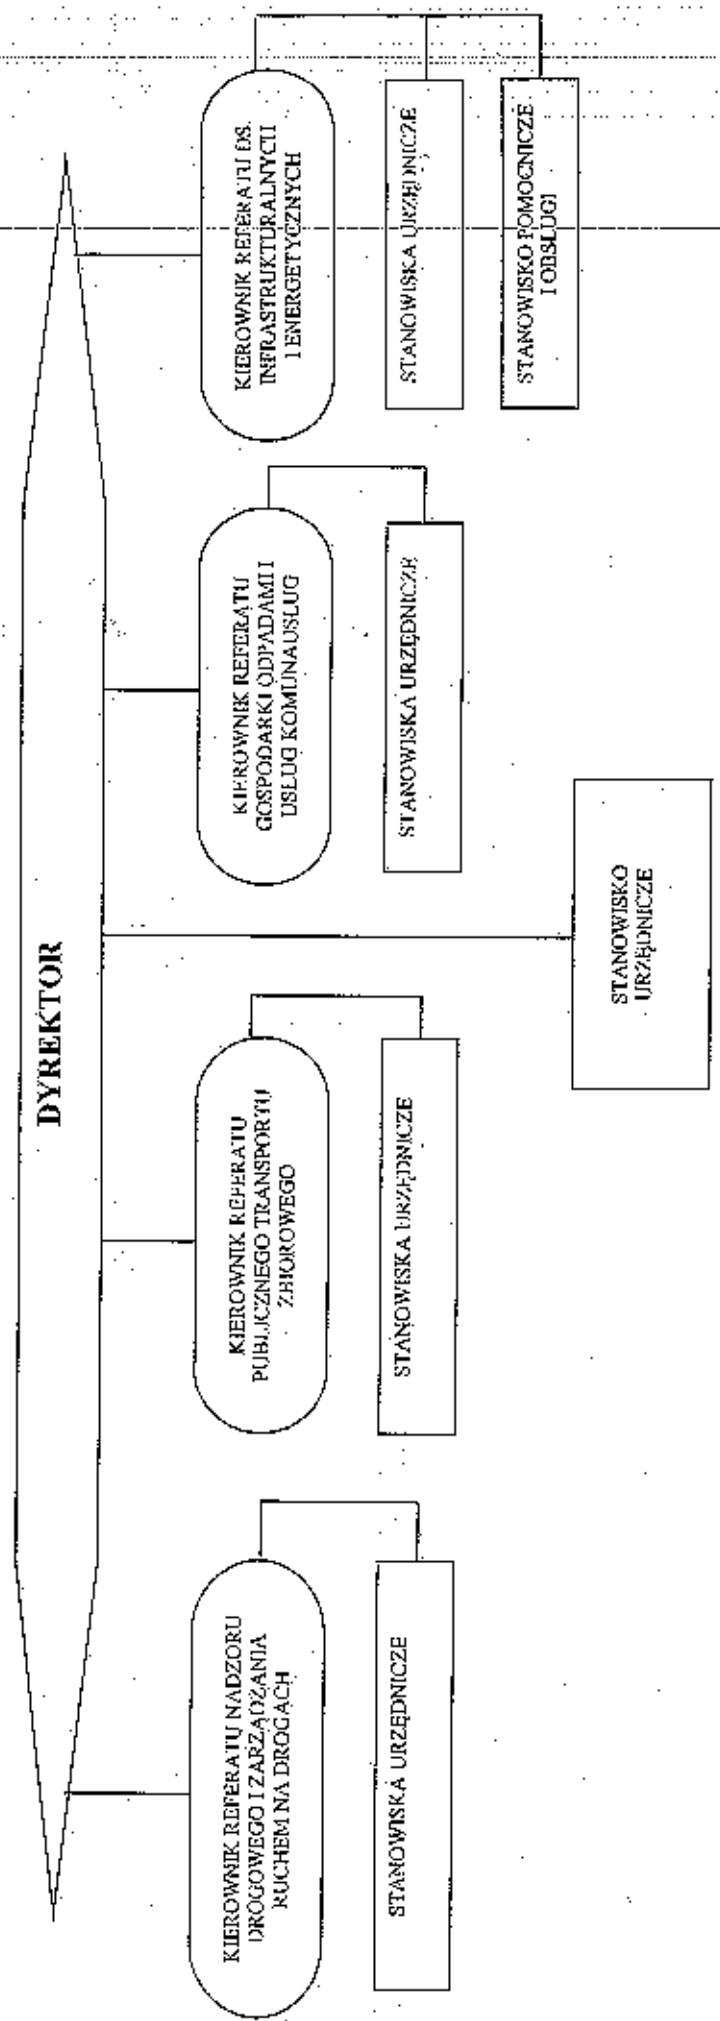 DYREKTOR
KIEROWNIK REFERATU NADZORU
DROGOWEGO I ZARZĄDZANIA
RUCHEM NA DROGACH
STANOWISKA URZĘDNICZE
KIEROWNIK REFERATU
PUBLICZNEGO TRANSPORTU
ZBIOROWEGO
STANOWISKA URZĘDNICZE
STANOWISKO
URZĘDNICZE
KIEROWNIK REFERATU
GOSPODARKI ODPADAMI I
USŁUG KOMUNAUSŁUG
STANOWISKA URZĘDNICZE
KIEROWNIK REFERATU DS.
INFRASTRUKTURALNYCH
I ENERGETYCZNYCH
STANOWISKA URZĘDNICZE
STANOWISKO POMOCNICZE
I OBSŁUGI